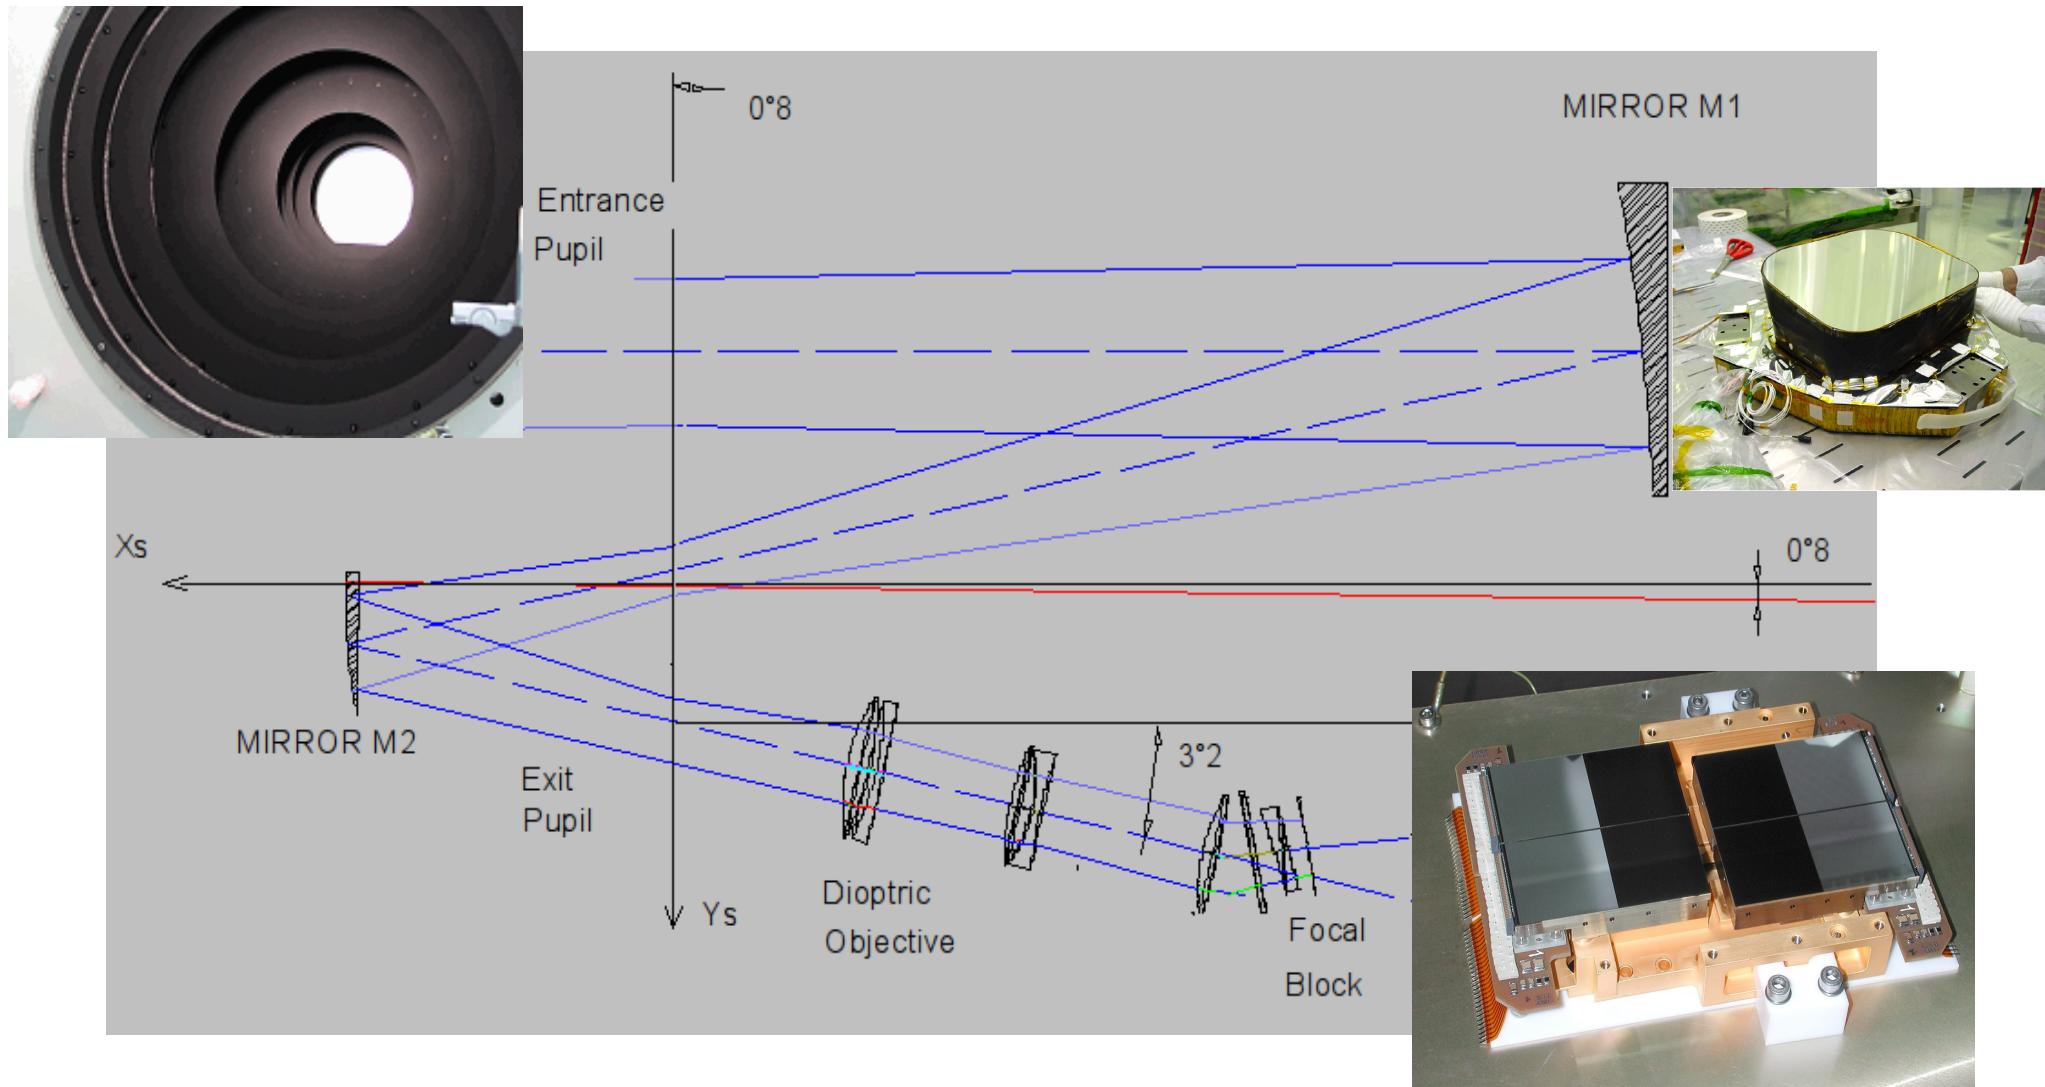 0°8
MIRROR M1
Entrance
Pupil
Xs
0°8
MIRROR M2
Exit
Pupil
3°2
Dioptric
Objective
Ys
Focal
Block